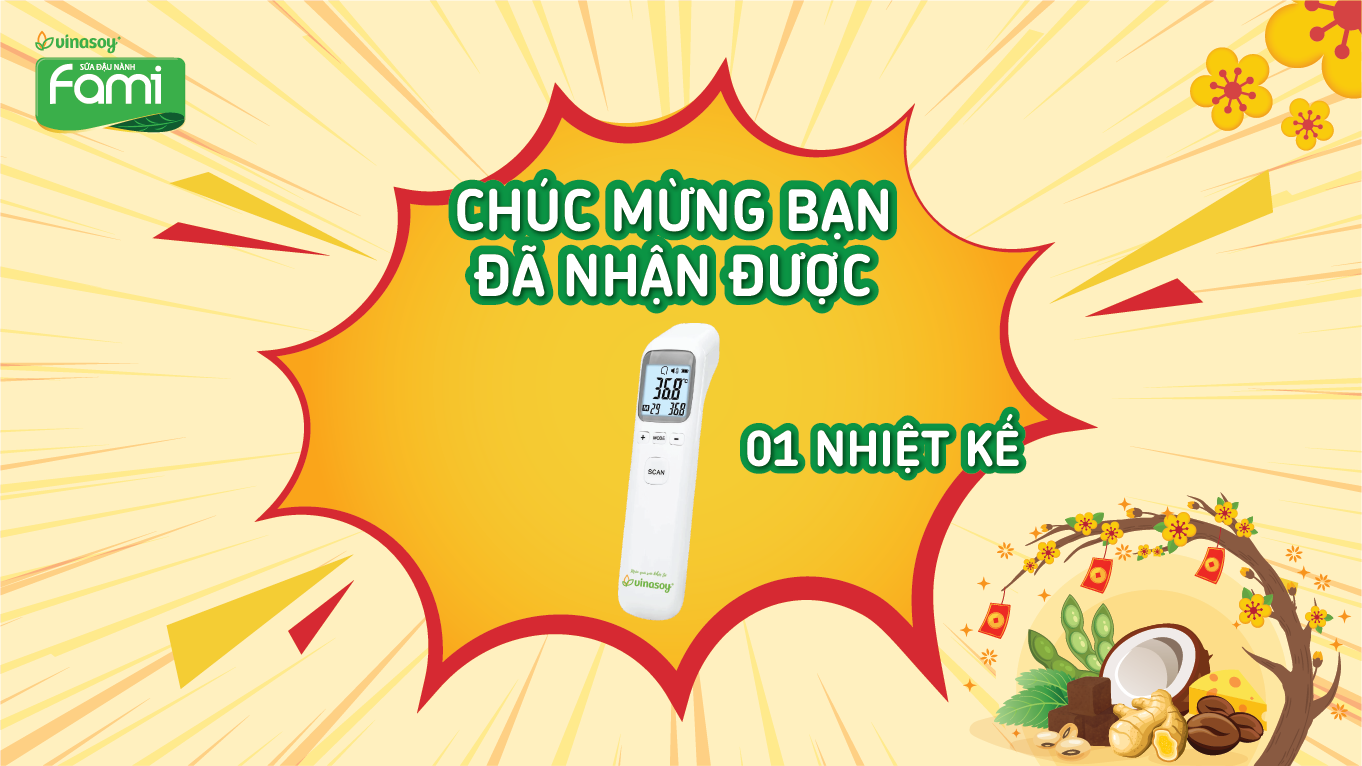 vinasoy
SỮA ĐẬU NÀNH
Fami
CHÚC MỪNG BẠN
ĐÃ NHẬN ĐƯỢC
36.8 °C
M 29 36.8
+ MODE −
SCAN
vinasoy
01 NHIỆT KẾ